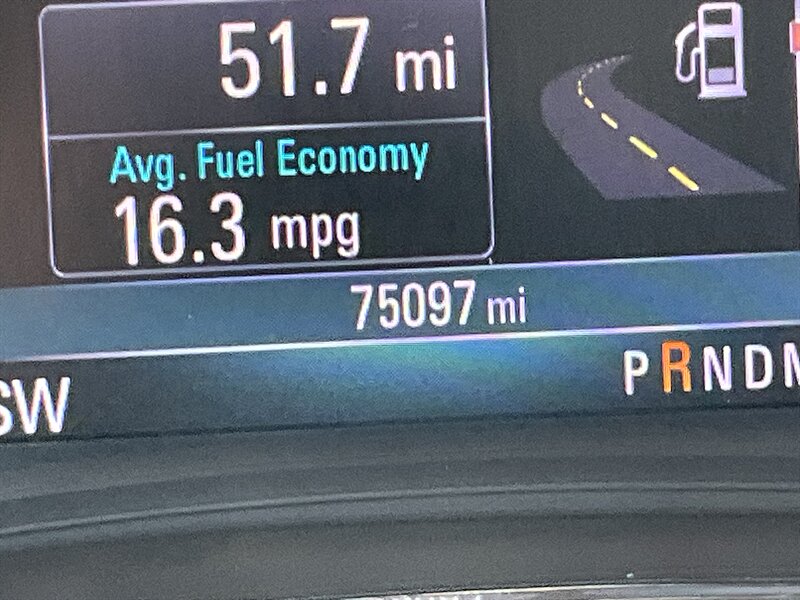 51.7 mi
Avg. Fuel Economy
16.3 mpg
75097 mi
SW
PRNDM